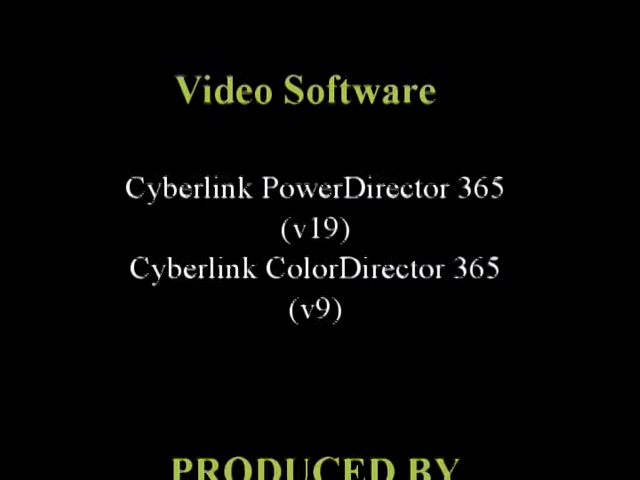 Video Software
Cyberlink PowerDirector 365
(v19)
Cyberlink ColorDirector 365
(v9)
PRODUCED BY